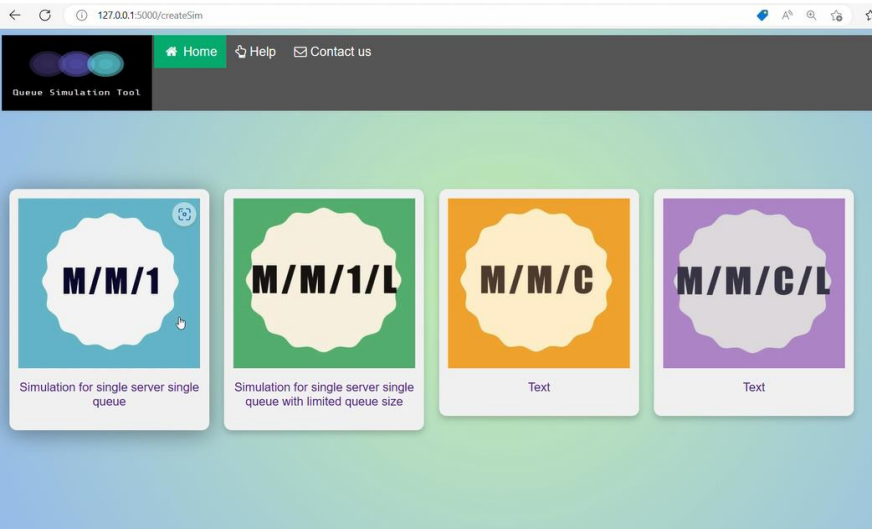 127.0.0.1:5000/createSim
Home
Help
Contact us
Queue Simulation Tool
M/M/1
M/M/1/L
M/M/C
M/M/C/L
Simulation for single server single
queue
Simulation for single server single
queue with limited queue size
Text
Text